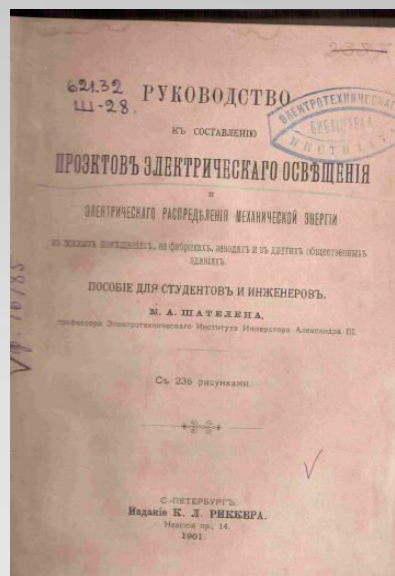 2387
621.32
Ш-28.
РУКОВОДСТВО
КЪ СОСТАВЛЕНІЮ
ПРОЭКТОВЪ ЭЛЕКТРИЧЕСКАГО ОСВѢЩЕНІЯ
И
ЭЛЕКТРИЧЕСКАГО РАСПРЕДѢЛЕНІЯ МЕХАНИЧЕСКОЙ ЭНЕРГІИ
въ жилыхъ помѣщеніяхъ, на фабрикахъ, заводахъ и въ другихъ общественныхъ
зданіяхъ.
ПОСОБІЕ ДЛЯ СТУДЕНТОВЪ И ИНЖЕНЕРОВЪ.
М. А. ШАТЕЛЕНА,
профессора Электротехническаго Института Императора Александра III.
Съ 236 рисунками.
С.-ПЕТЕРБУРГЪ.
Изданіе К. Л. РИККЕРА.
Невскій пр., 14.
1901.
БИБЛІОТЕКА